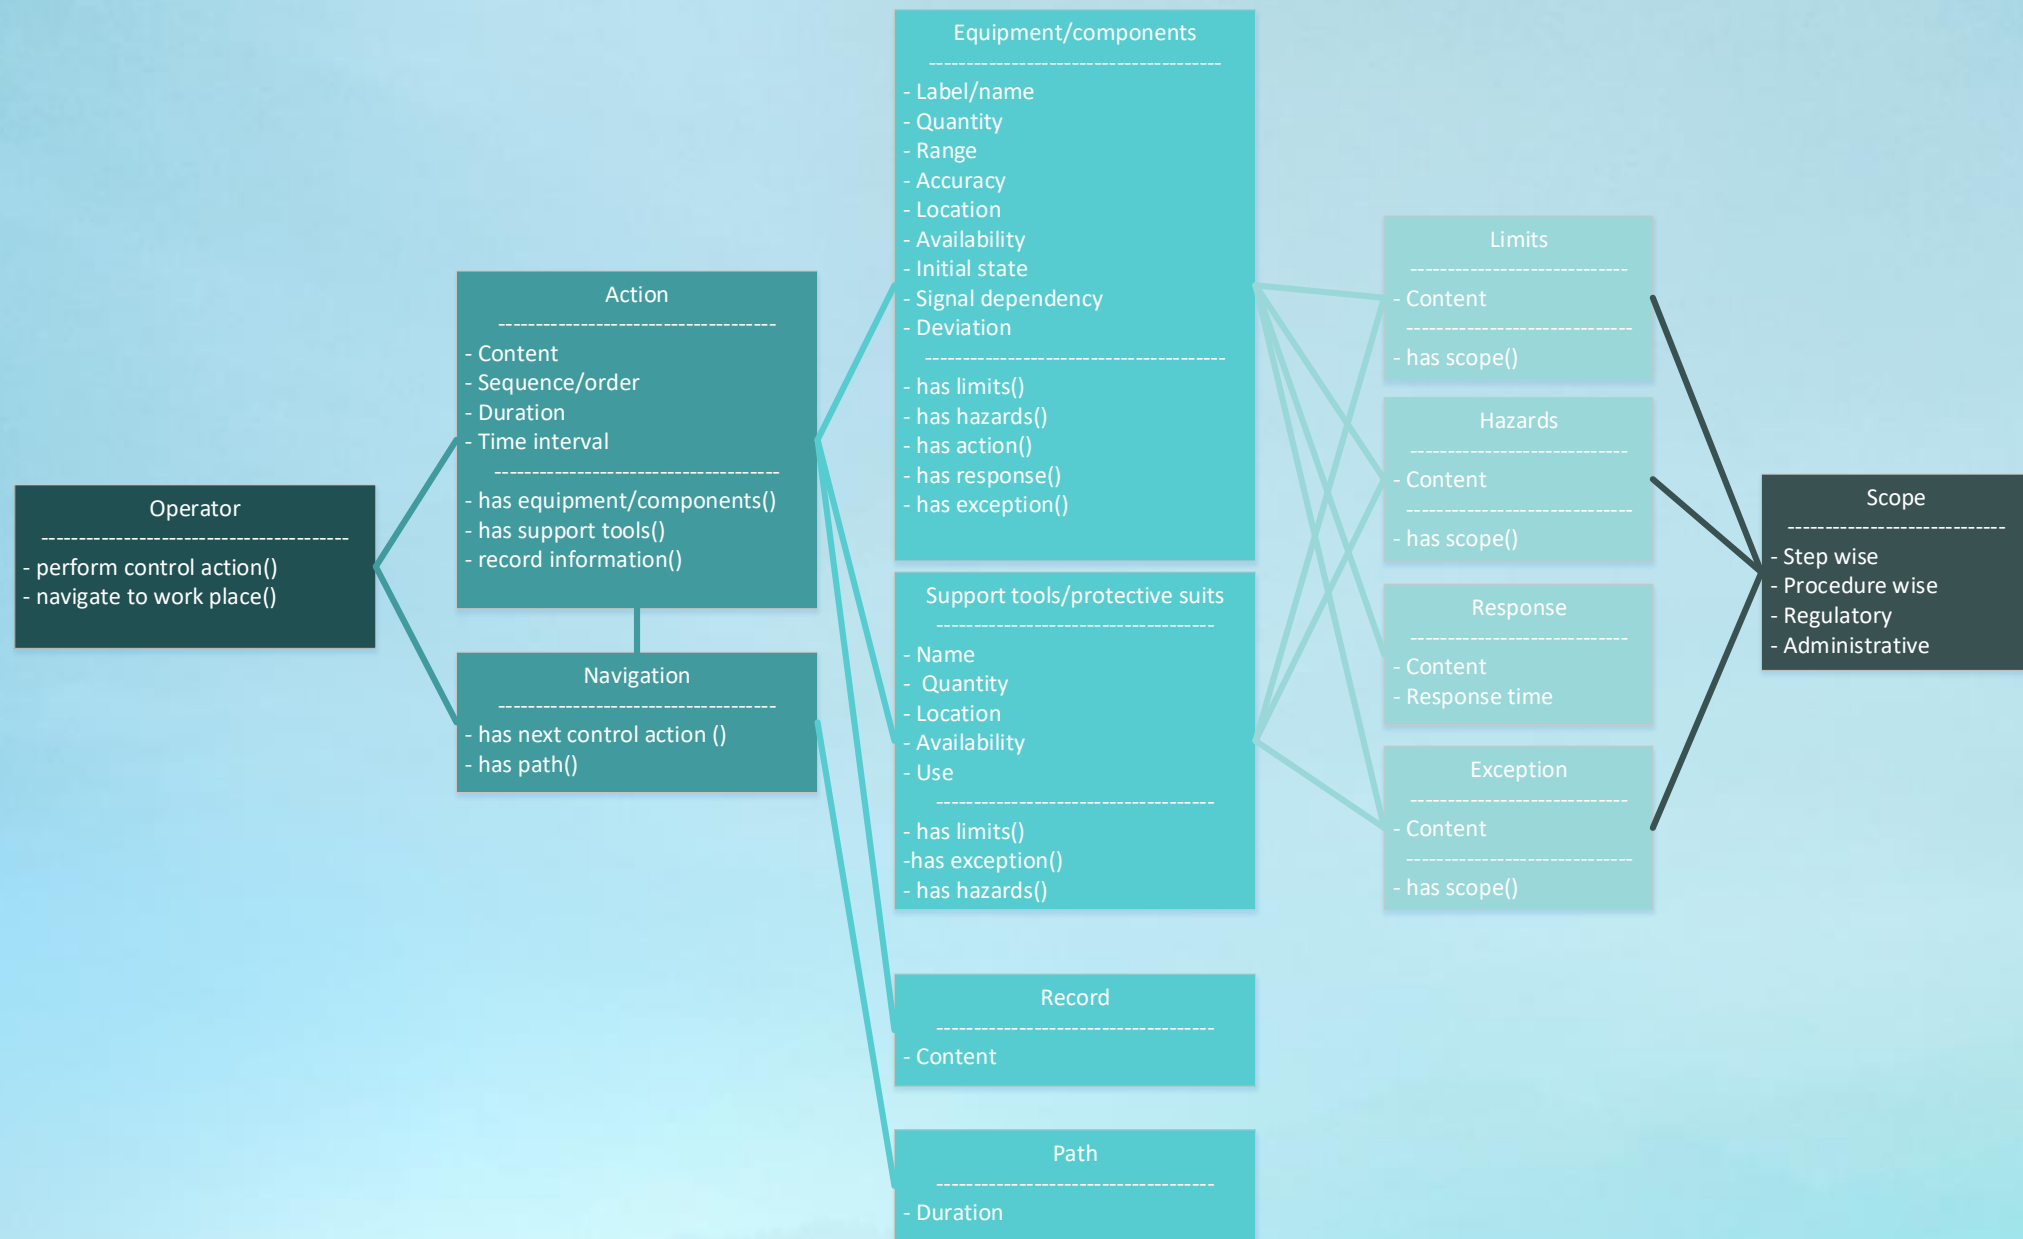 Operator
-----------------------------------------
- perform control action()
- navigate to work place()
Action
-------------------------------------
- Content
- Sequence/order
- Duration
- Time interval
--------------------------------------
- has equipment/components()
- has support tools()
- record information()
Navigation
-------------------------------------
- has next control action ()
- has path()
Equipment/components
---------------------------------------
- Label/name
- Quantity
- Range
- Accuracy
- Location
- Availability
- Initial state
- Signal dependency
- Deviation
----------------------------------------
- has limits()
- has hazards()
- has action()
- has response()
- has exception()
Support tools/protective suits
-------------------------------------
- Name
-  Quantity
- Location
- Availability
- Use
-------------------------------------
- has limits()
-has exception()
- has hazards()
Record
-------------------------------------
- Content
Path
-------------------------------------
- Duration
Limits
-----------------------------
- Content
------------------------------
- has scope()
Hazards
-----------------------------
- Content
------------------------------
- has scope()
Response
-----------------------------
- Content
- Response time
Exception
-----------------------------
- Content
------------------------------
- has scope()
Scope
-----------------------------
- Step wise
- Procedure wise
- Regulatory
- Administrative